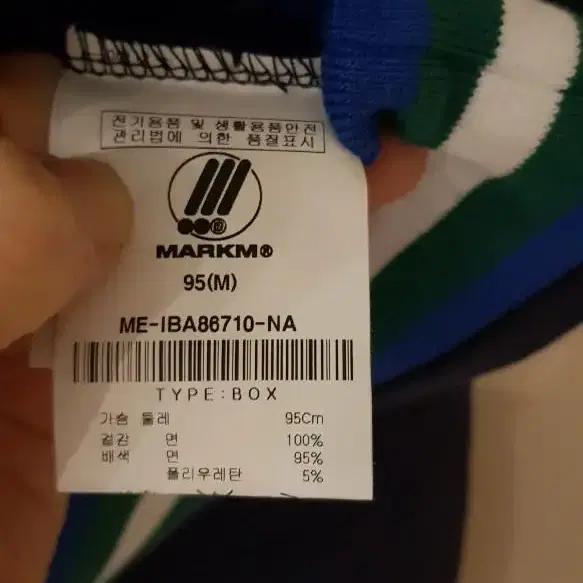 전기용품 및 생활용품안전
관리법에 의한 품질표시
MARKM®
95(M)
ME-IBA86710-NA
TYPE:BOX
가슴 둘레 95Cm
겉감 면 100%
배색 면 95%
폴리우레탄 5%